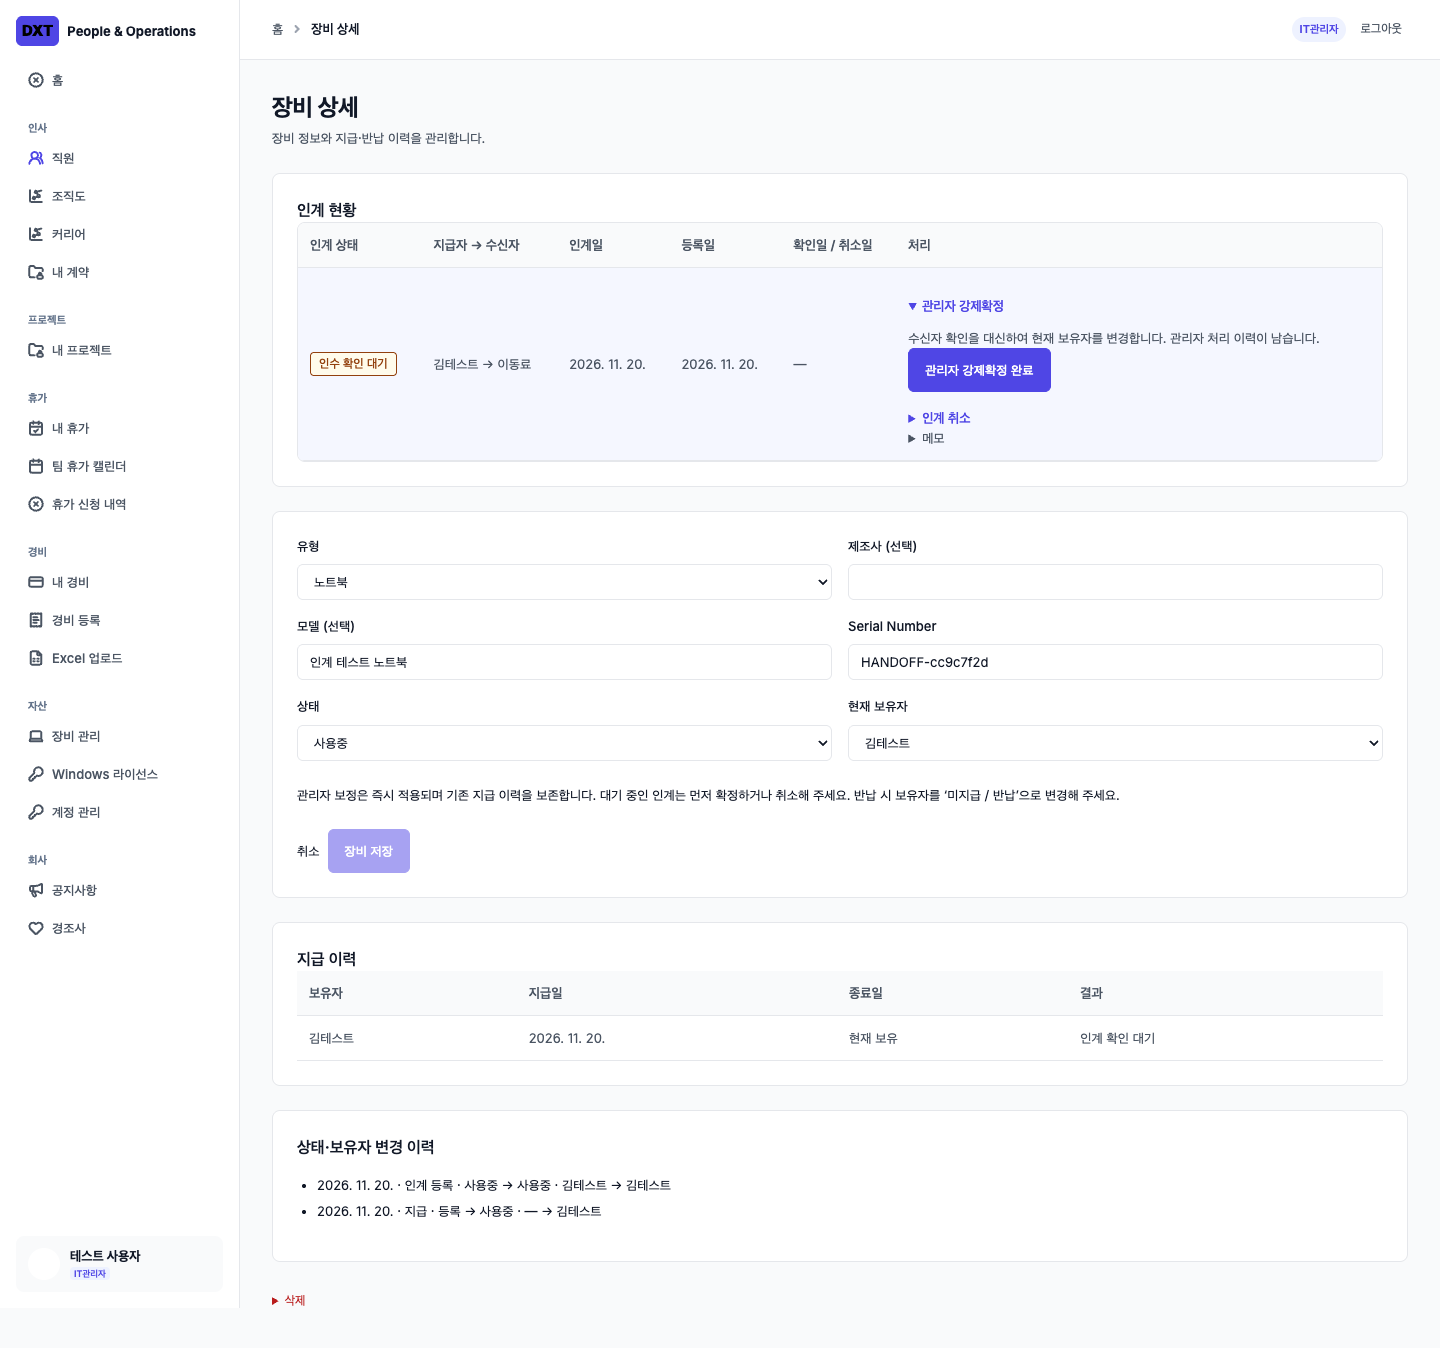 DXT People & Operations
홈
인사
직원
조직도
커리어
내 계약
프로젝트
내 프로젝트
휴가
내 휴가
팀 휴가 캘린더
휴가 신청 내역
경비
내 경비
경비 등록
Excel 업로드
자산
장비 관리
Windows 라이선스
계정 관리
회사
공지사항
경조사
테스트 사용자
IT관리자
홈 > 장비 상세
IT관리자 로그아웃
장비 상세
장비 정보와 지급·반납 이력을 관리합니다.
인계 현황
인계 상태 지급자 → 수신자 인계일 등록일 확인일 / 취소일 처리
▼ 관리자 강제확정
수신자 확인을 대신하여 현재 보유자를 변경합니다. 관리자 처리 이력이 남습니다.
인수 확인 대기 김테스트 → 이동료 2026. 11. 20. 2026. 11. 20. —
관리자 강제확정 완료
▶ 인계 취소
▶ 메모
유형 제조사 (선택)
노트북
모델 (선택) Serial Number
인계 테스트 노트북 HANDOFF-cc9c7f2d
상태 현재 보유자
사용중 김테스트
관리자 보정은 즉시 적용되며 기존 지급 이력을 보존합니다. 대기 중인 인계는 먼저 확정하거나 취소해 주세요. 반납 시 보유자를 ‘미지급 / 반납’으로 변경해 주세요.
취소 장비 저장
지급 이력
보유자 지급일 종료일 결과
김테스트 2026. 11. 20. 현재 보유 인계 확인 대기
상태·보유자 변경 이력
• 2026. 11. 20. · 인계 등록 · 사용중 → 사용중 · 김테스트 → 김테스트
• 2026. 11. 20. · 지급 · 등록 → 사용중 · — → 김테스트
▶ 삭제